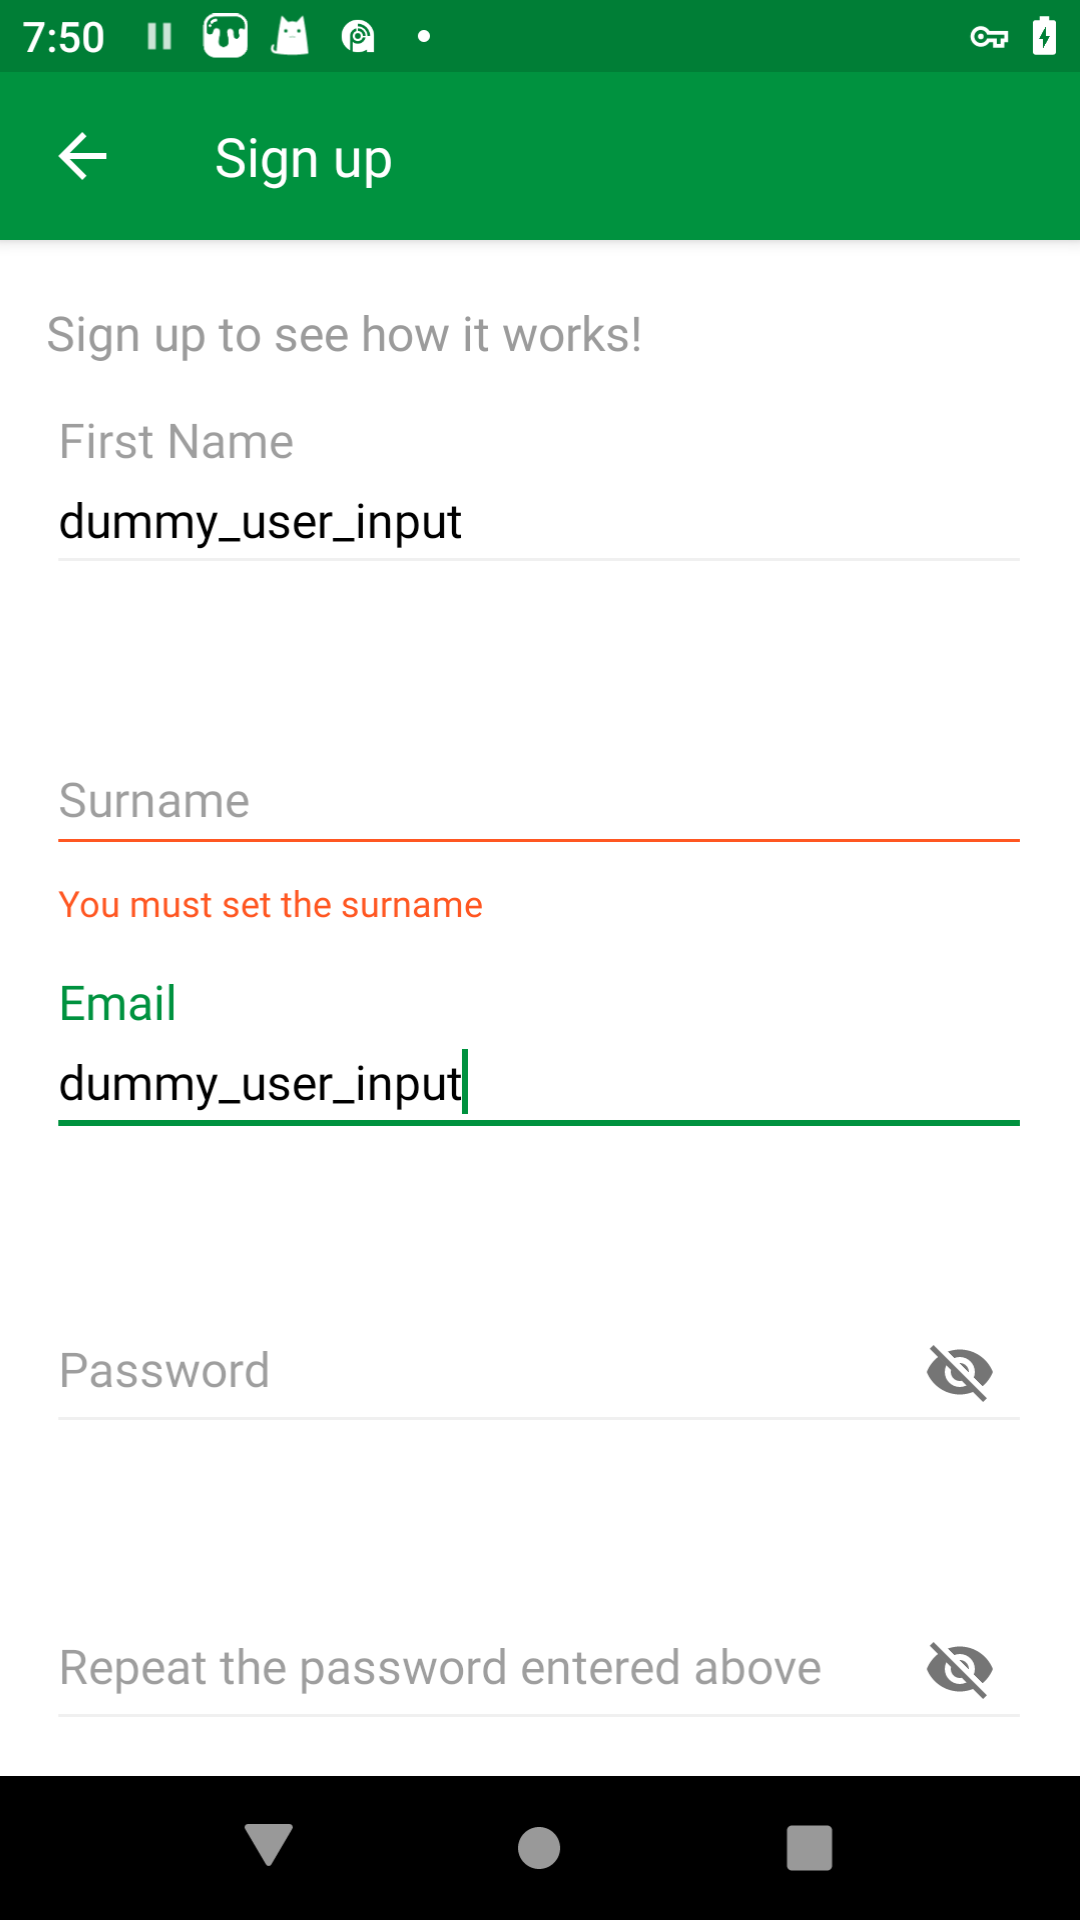 7:50
Sign up
Sign up to see how it works!
First Name
dummy_user_input
Surname
You must set the surname
Email
dummy_user_input
Password
Repeat the password entered above